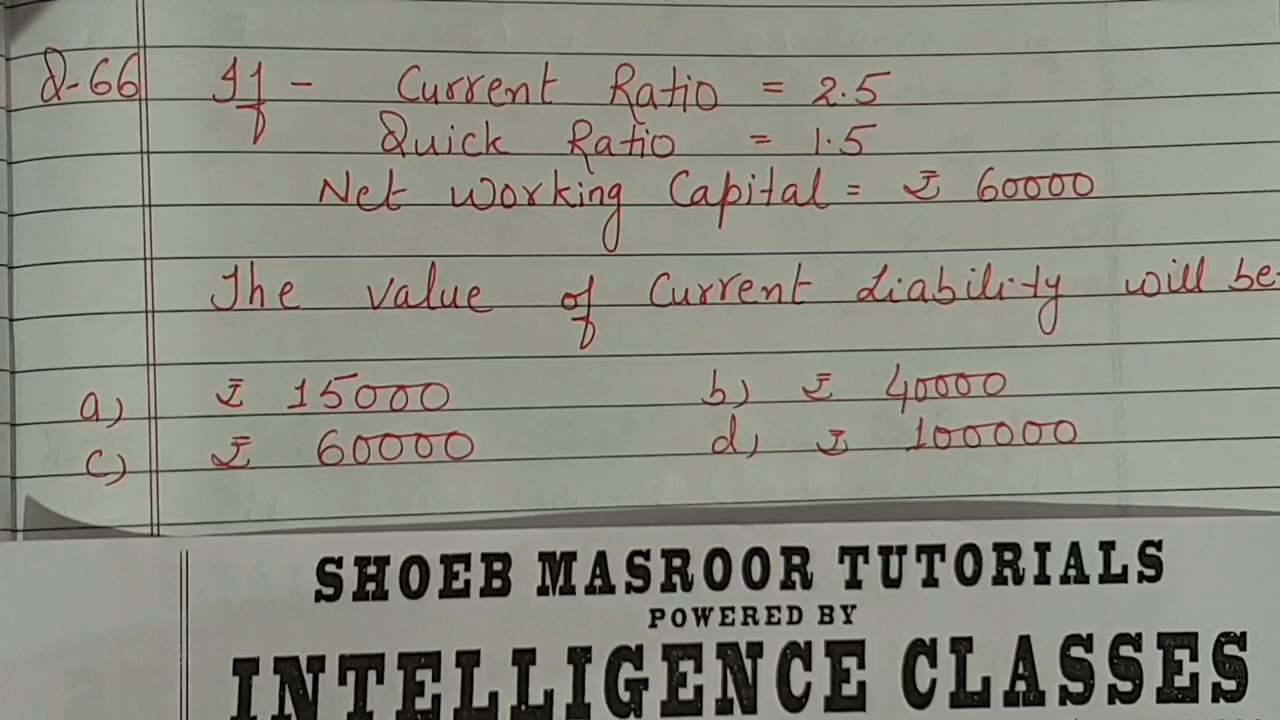 Q-66 If - Current Ratio = 2.5
Quick Ratio = 1.5
Net Working Capital = ₹ 60000
The value of Current Liability will be
a) ₹ 15000 b) ₹ 40000
c) ₹ 60000 d) ₹ 100000
SHOEB MASROOR TUTORIALS
POWERED BY
INTELLIGENCE CLASSES